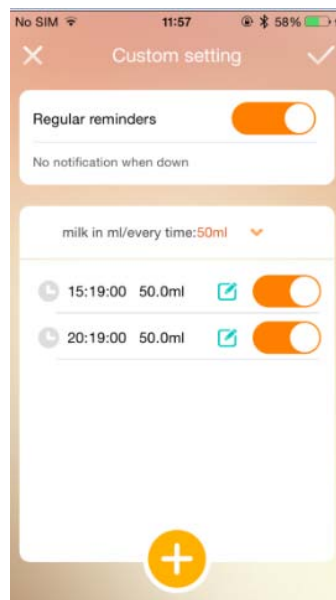 No SIM 11:57 58%
Custom setting
Regular reminders
No notification when down
milk in ml/every time:50ml
15:19:00 50.0ml
20:19:00 50.0ml